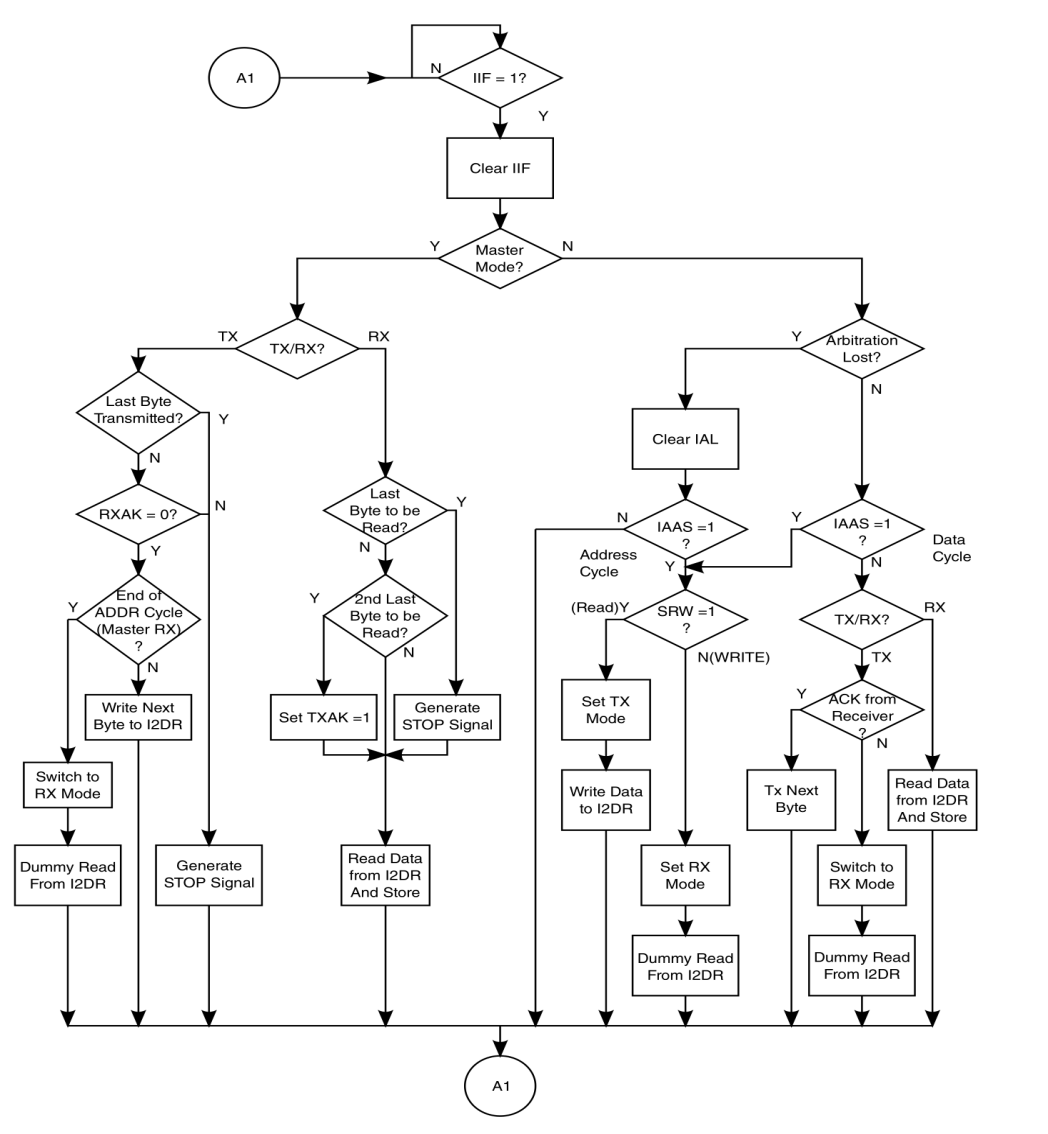 A1
N
IIF = 1?
Y
Clear IIF
Y
Master
Mode?
N
TX
TX/RX?
RX
Y
Arbitration
Lost?
N
Last Byte
Transmitted?
Y
N
Clear IAL
RXAK = 0?
N
Y
Last
Byte to be
Read?
Y
N
N
IAAS =1
?
Address
Cycle
Y
Y
IAAS =1
?
Data
Cycle
N
End of
ADDR Cycle
(Master RX)
?
Y
N
Y
2nd Last
Byte to be
Read?
N
(Read)Y
SRW =1
?
N(WRITE)
TX/RX?
RX
TX
Write Next
Byte to I2DR
Set TXAK =1
Generate
STOP Signal
Set TX
Mode
Y
ACK from
Receiver
?
N
Switch to
RX Mode
Write Data
to I2DR
Tx Next
Byte
Read Data
from I2DR
And Store
Dummy Read
From I2DR
Generate
STOP Signal
Read Data
from I2DR
And Store
Set RX
Mode
Switch to
RX Mode
Dummy Read
From I2DR
Dummy Read
From I2DR
A1